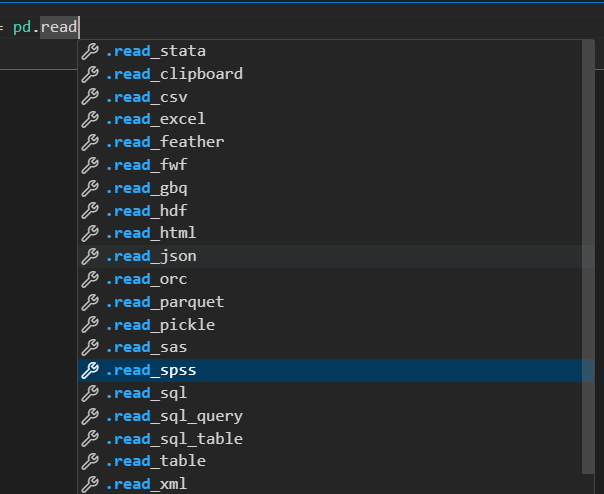 = pd.read
.read_stata
.read_clipboard
.read_csv
.read_excel
.read_feather
.read_fwf
.read_gbq
.read_hdf
.read_html
.read_json
.read_orc
.read_parquet
.read_pickle
.read_sas
.read_spss
.read_sql
.read_sql_query
.read_sql_table
.read_table
.read_xml